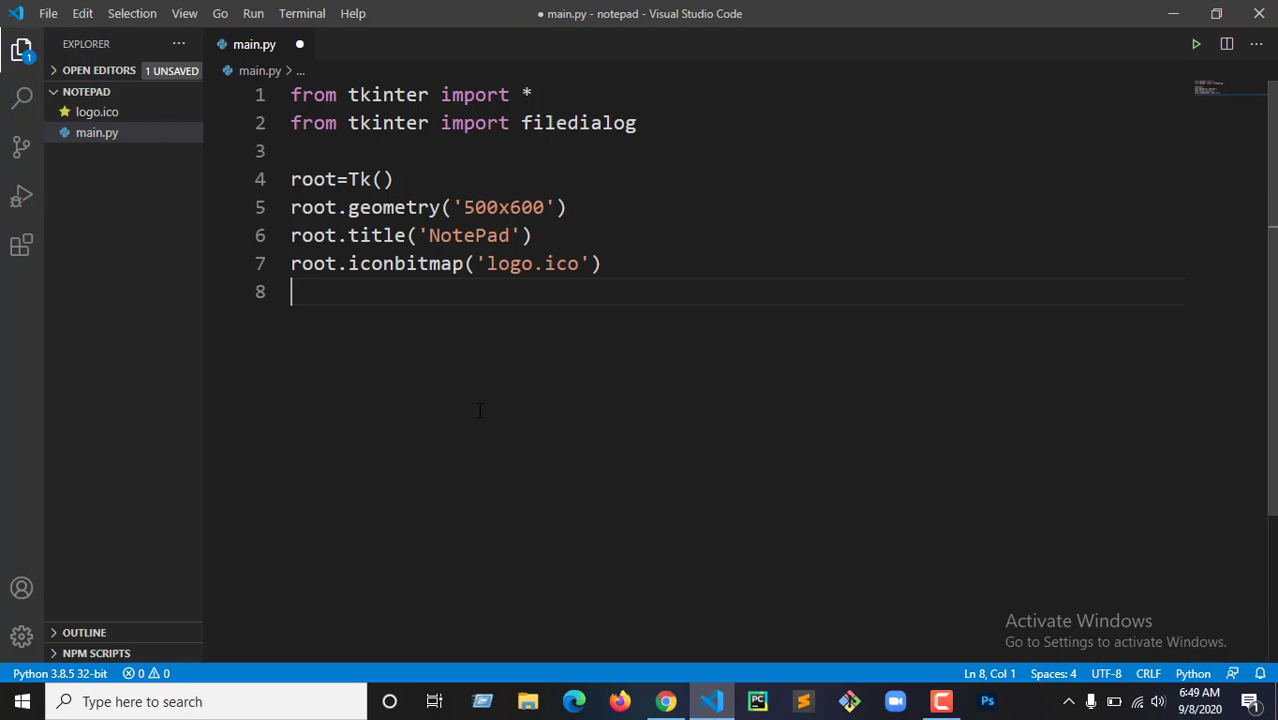 File Edit Selection View Go Run Terminal Help
● main.py - notepad - Visual Studio Code
EXPLORER
main.py
OPEN EDITORS 1 UNSAVED
main.py > ...
NOTEPAD
logo.ico
main.py
1 from tkinter import *
2 from tkinter import filedialog
3
4 root=Tk()
5 root.geometry('500x600')
6 root.title('NotePad')
7 root.iconbitmap('logo.ico')
8
1
OUTLINE
NPM SCRIPTS
Activate Windows
Go to Settings to activate Windows.
Python 3.8.5 32-bit 0 0
Ln 8, Col 1 Spaces: 4 UTF-8 CRLF Python
Type here to search
PC
Ps
6:49 AM
9/8/2020
1